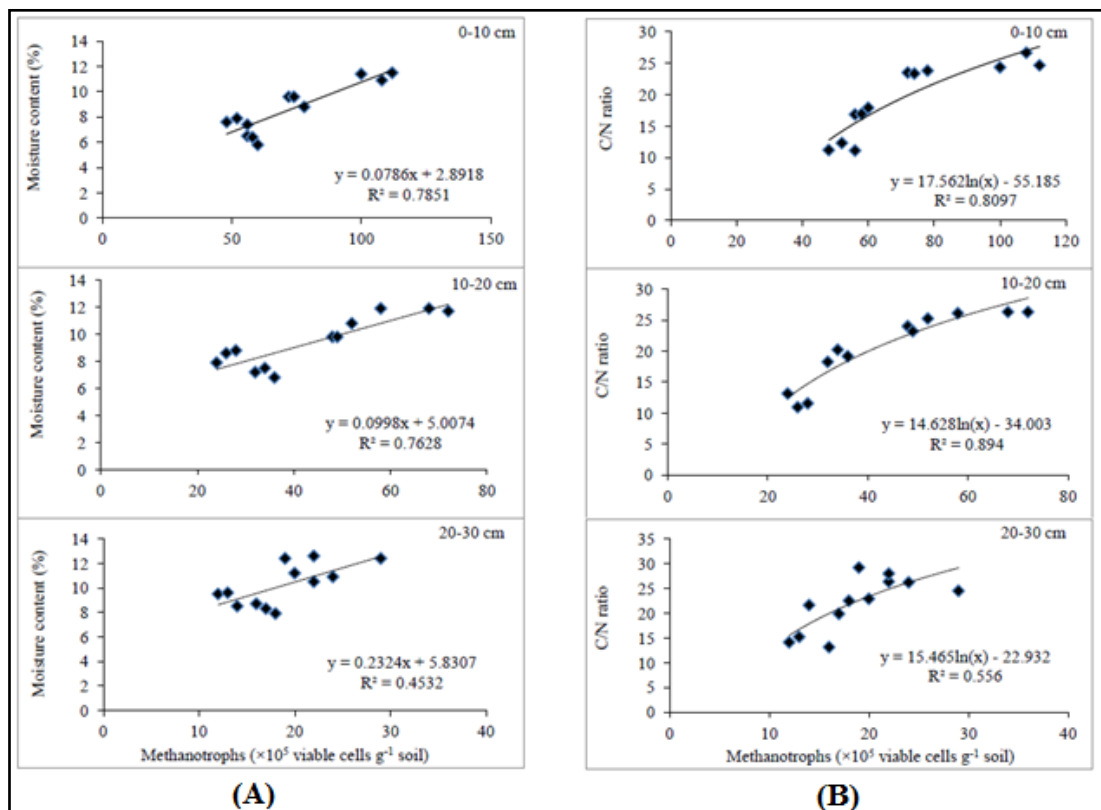 0-10 cm
Moisture content (%)
14
12
10
8
6
4
2
0
y = 0.0786x + 2.8918
R² = 0.7851
0 50 100 150
10-20 cm
Moisture content (%)
14
12
10
8
6
4
2
0
y = 0.0998x + 5.0074
R² = 0.7628
0 20 40 60 80
20-30 cm
Moisture content (%)
14
12
10
8
6
4
2
0
y = 0.2324x + 5.8307
R² = 0.4532
0 10 20 30 40
Methanotrophs (×10⁵ viable cells g⁻¹ soil)
(A)
0-10 cm
C/N ratio
30
25
20
15
10
5
0
y = 17.562ln(x) - 55.185
R² = 0.8097
0 20 40 60 80 100 120
10-20 cm
C/N ratio
30
25
20
15
10
5
0
y = 14.628ln(x) - 34.003
R² = 0.894
0 20 40 60 80
20-30 cm
C/N ratio
35
30
25
20
15
10
5
0
y = 15.465ln(x) - 22.932
R² = 0.556
0 10 20 30 40
Methanotrophs (×10⁵ viable cells g⁻¹ soil)
(B)